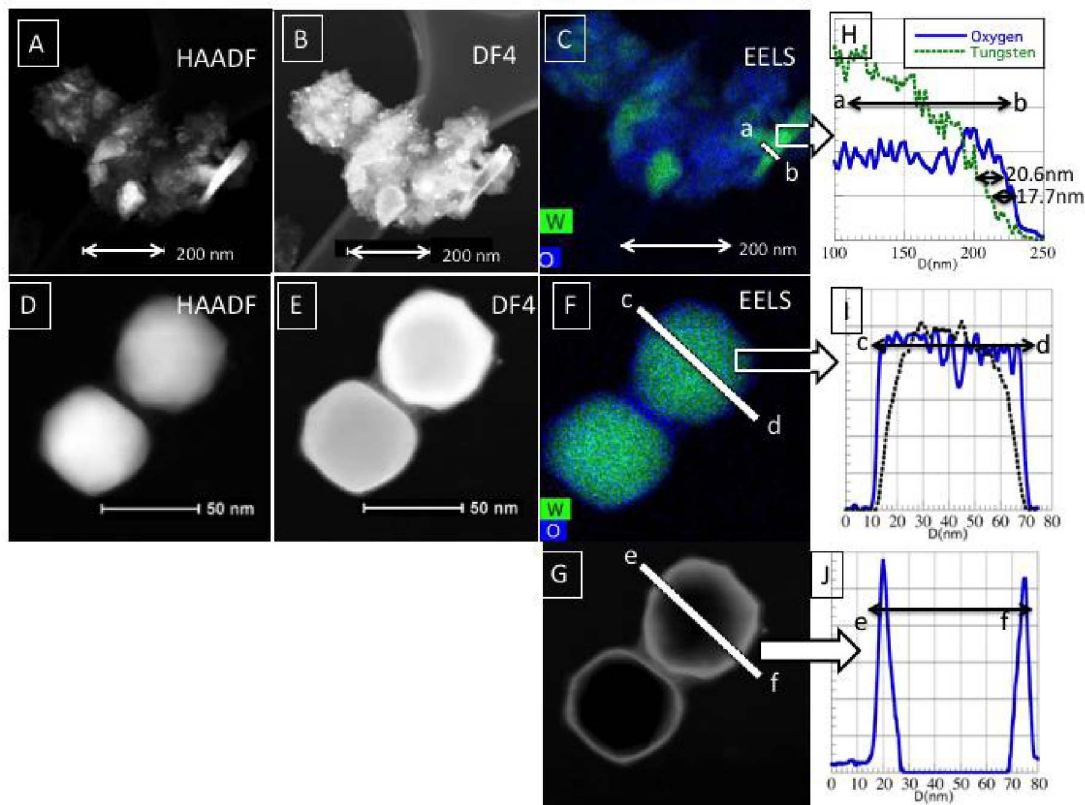 A
HAADF
200 nm
B
DF4
200 nm
C
EELS
a
b
W
O
200 nm
H
Oxygen
Tungsten
a
b
20.6nm
17.7nm
100
150
200
250
D(nm)
D
HAADF
50 nm
E
DF4
50 nm
F
EELS
c
d
W
O
I
c
d
0
10
20
30
40
50
60
70
80
D(nm)
G
e
f
J
e
f
0
10
20
30
40
50
60
70
80
D(nm)